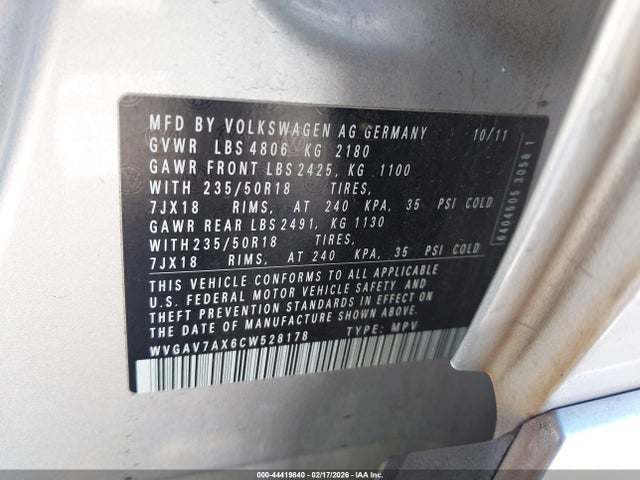 MFD BY VOLKSWAGEN AG GERMANY 10/11
GVWR LBS 4806 KG 2180
GAWR FRONT LBS 2425, KG 1100
WITH 235/50R18 TIRES,
7JX18 RIMS, AT 240 KPA, 35 PSI COLD
GAWR REAR LBS 2491, KG 1130
WITH 235/50R18 TIRES,
7JX18 RIMS, AT 240 KPA, 35 PSI COLD
THIS VEHICLE CONFORMS TO ALL APPLICABLE
U.S. FEDERAL MOTOR VEHICLE SAFETY AND
THEFT PREVENTION STANDARDS IN EFFECT ON
THE DATE OF MANUFACTURE SHOWN ABOVE.
WVGAV7AX6CW528178 TYPE: MPV
6404505 3058 1
000-44419840 - 02/17/2026 - IAA Inc.